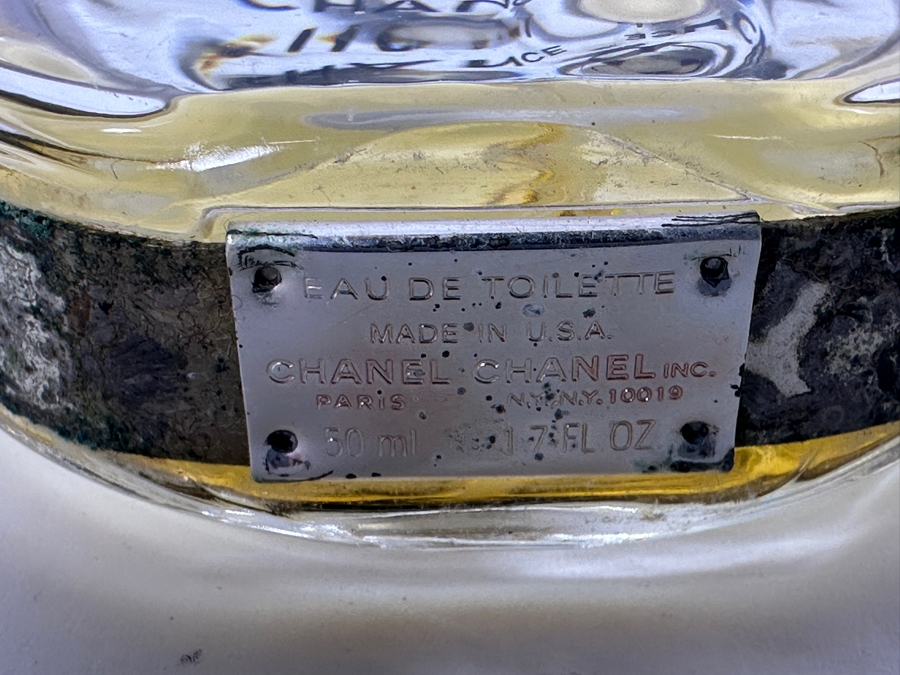 EAU DE TOILETTE
MADE IN U.S.A.
CHANEL CHANEL INC.
PARIS N.Y. N.Y. 10019
50 ml 1.7 FL OZ